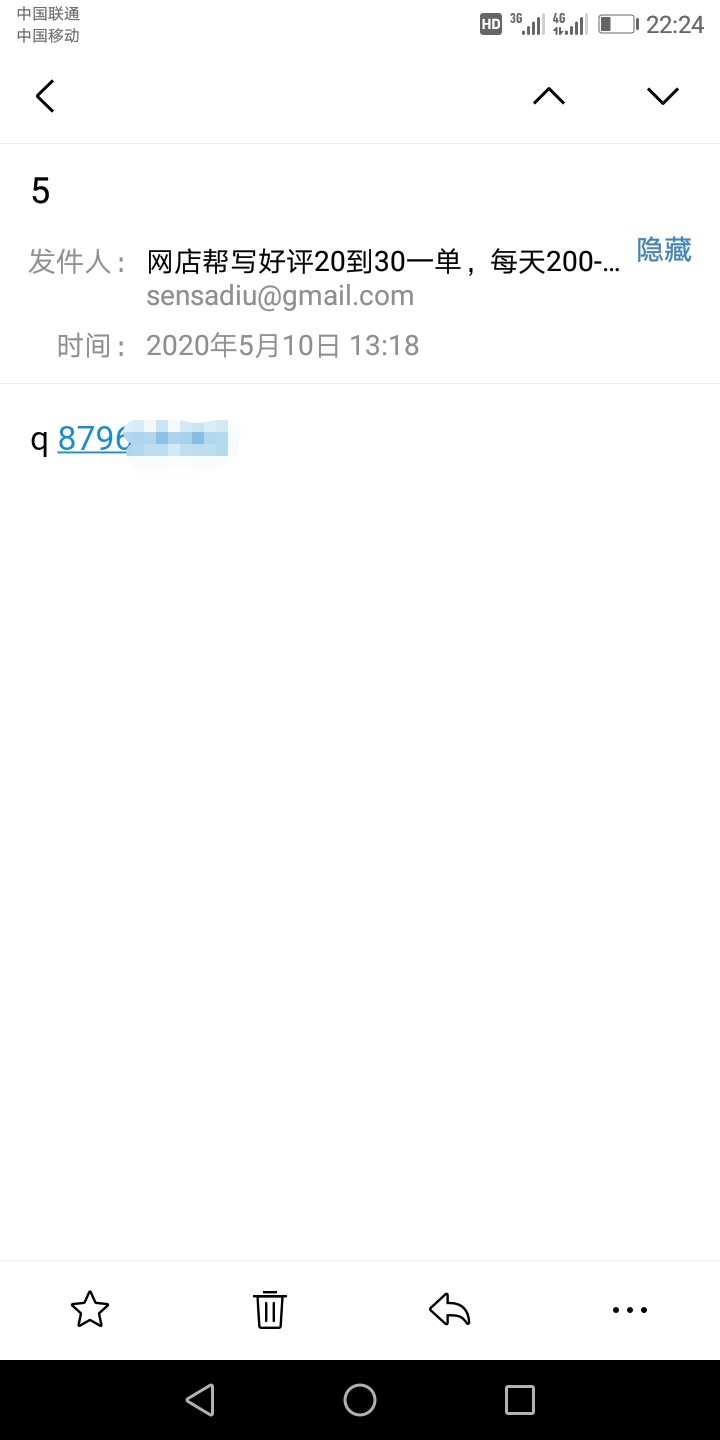 中国联通
中国移动
HD 3G 4G 22:24
5
发件人： 网店帮写好评20到30一单，每天200-... 隐藏
sensadiu@gmail.com
时间： 2020年5月10日 13:18
q 8796